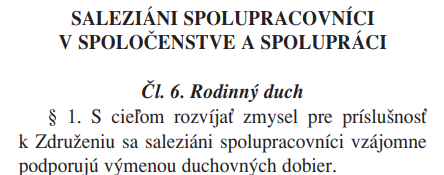 SALEZIÁNI SPOLUPRACOVNÍCI
V SPOLOČENSTVE A SPOLUPRÁCI
Čl. 6. Rodinný duch
§ 1. S cieľom rozvíjať zmysel pre príslušnosť
k Združeniu sa saleziáni spolupracovníci vzájomne
podporujú výmenou duchovných dobier.